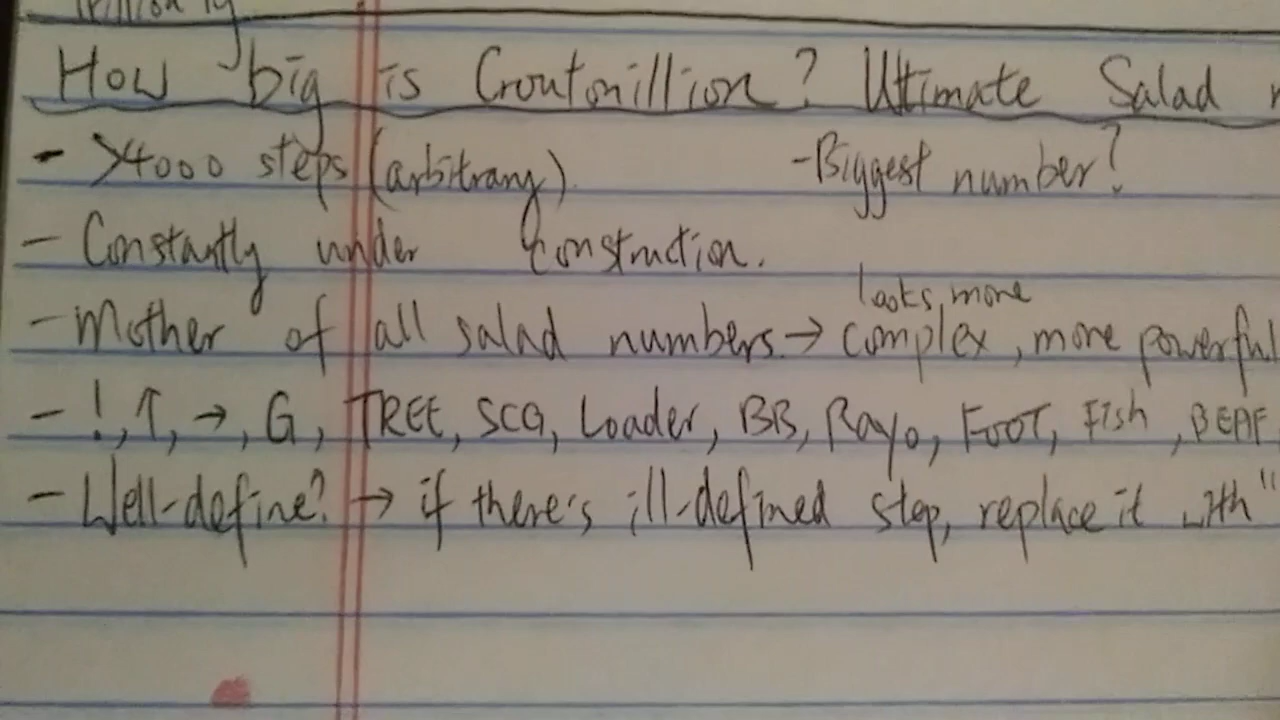 How big is Croutonillion? Ultimate Salad
- >4000 steps (arbitrary). -Biggest number?
- Constantly under construction.
looks more
- Mother of all salad numbers. → complex, more powerful
- !, ↑, →, G, TREE, SCG, Loader, BB, Rayo, FOOT, Fish, BEAF
- Well-define? → if there's ill-defined step, replace it with "